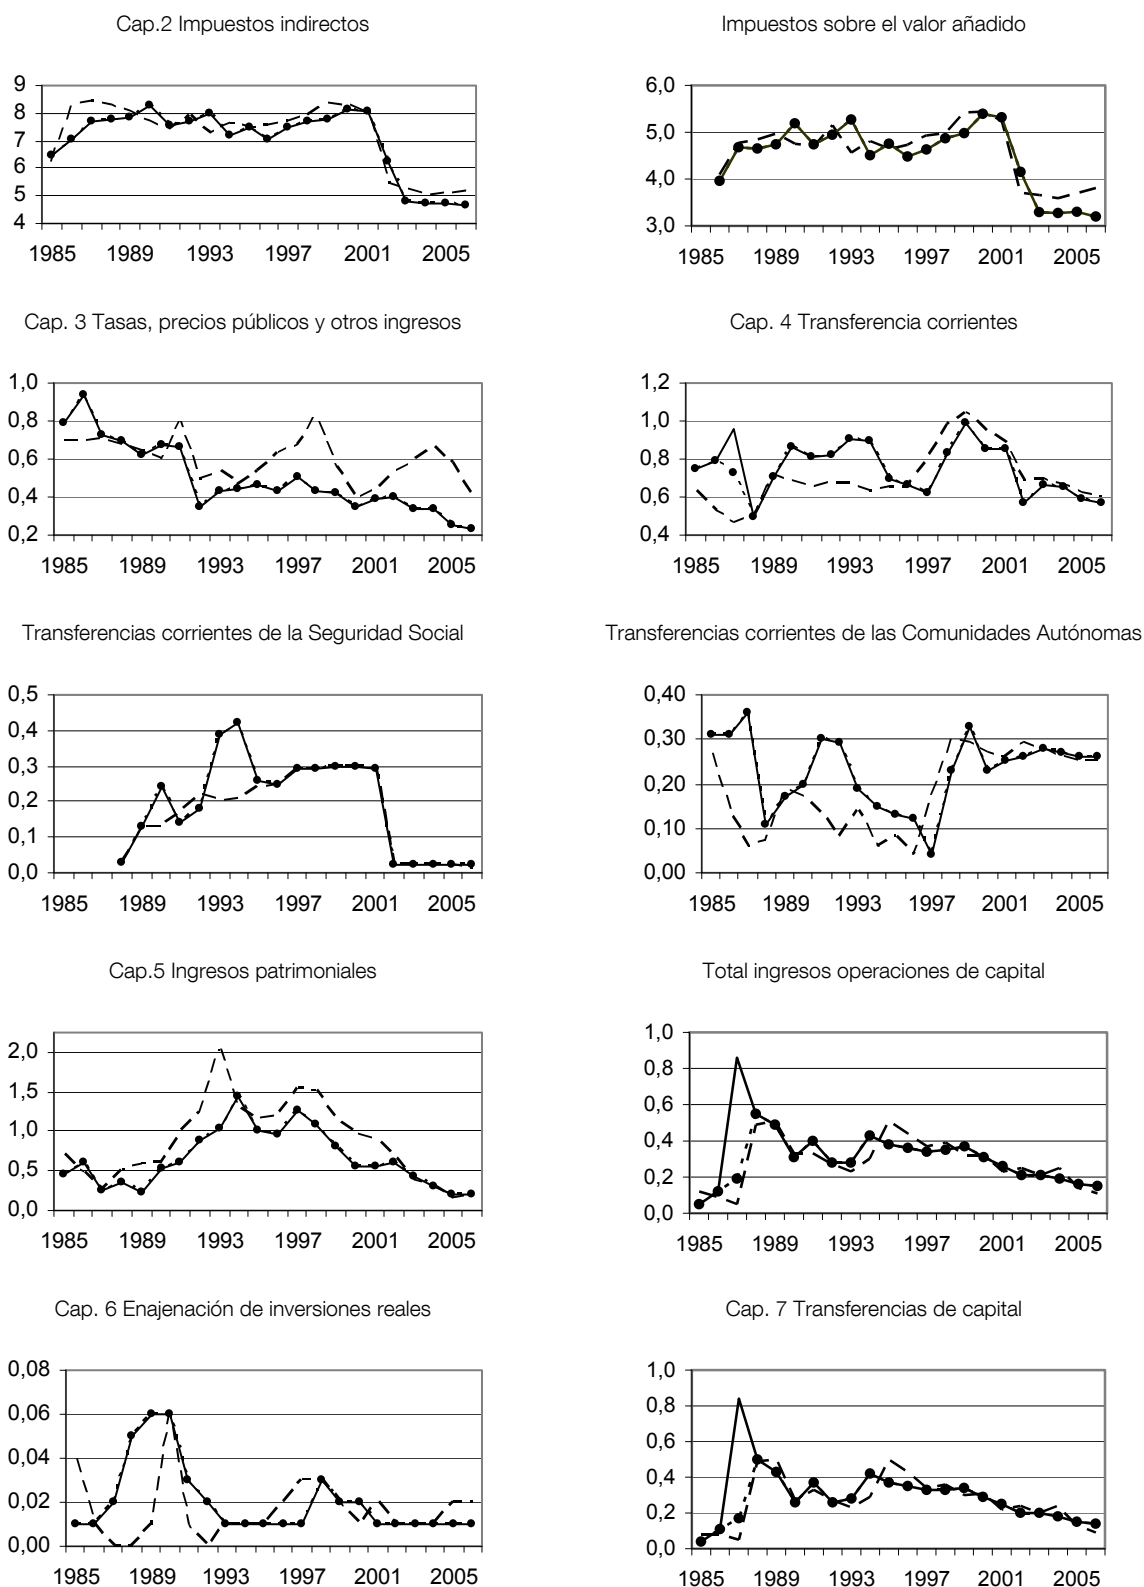 Cap.2 Impuestos indirectos
9
8
7
6
5
4
1985 1989 1993 1997 2001 2005
Impuestos sobre el valor añadido
6,0
5,0
4,0
3,0
1985 1989 1993 1997 2001 2005
Cap. 3 Tasas, precios públicos y otros ingresos
1,0
0,8
0,6
0,4
0,2
1985 1989 1993 1997 2001 2005
Cap. 4 Transferencia corrientes
1,2
1,0
0,8
0,6
0,4
1985 1989 1993 1997 2001 2005
Transferencias corrientes de la Seguridad Social
0,5
0,4
0,3
0,2
0,1
0,0
1985 1989 1993 1997 2001 2005
Transferencias corrientes de las Comunidades Autónomas
0,40
0,30
0,20
0,10
0,00
1985 1989 1993 1997 2001 2005
Cap.5 Ingresos patrimoniales
2,0
1,5
1,0
0,5
0,0
1985 1989 1993 1997 2001 2005
Total ingresos operaciones de capital
1,0
0,8
0,6
0,4
0,2
0,0
1985 1989 1993 1997 2001 2005
Cap. 6 Enajenación de inversiones reales
0,08
0,06
0,04
0,02
0,00
1985 1989 1993 1997 2001 2005
Cap. 7 Transferencias de capital
1,0
0,8
0,6
0,4
0,2
0,0
1985 1989 1993 1997 2001 2005